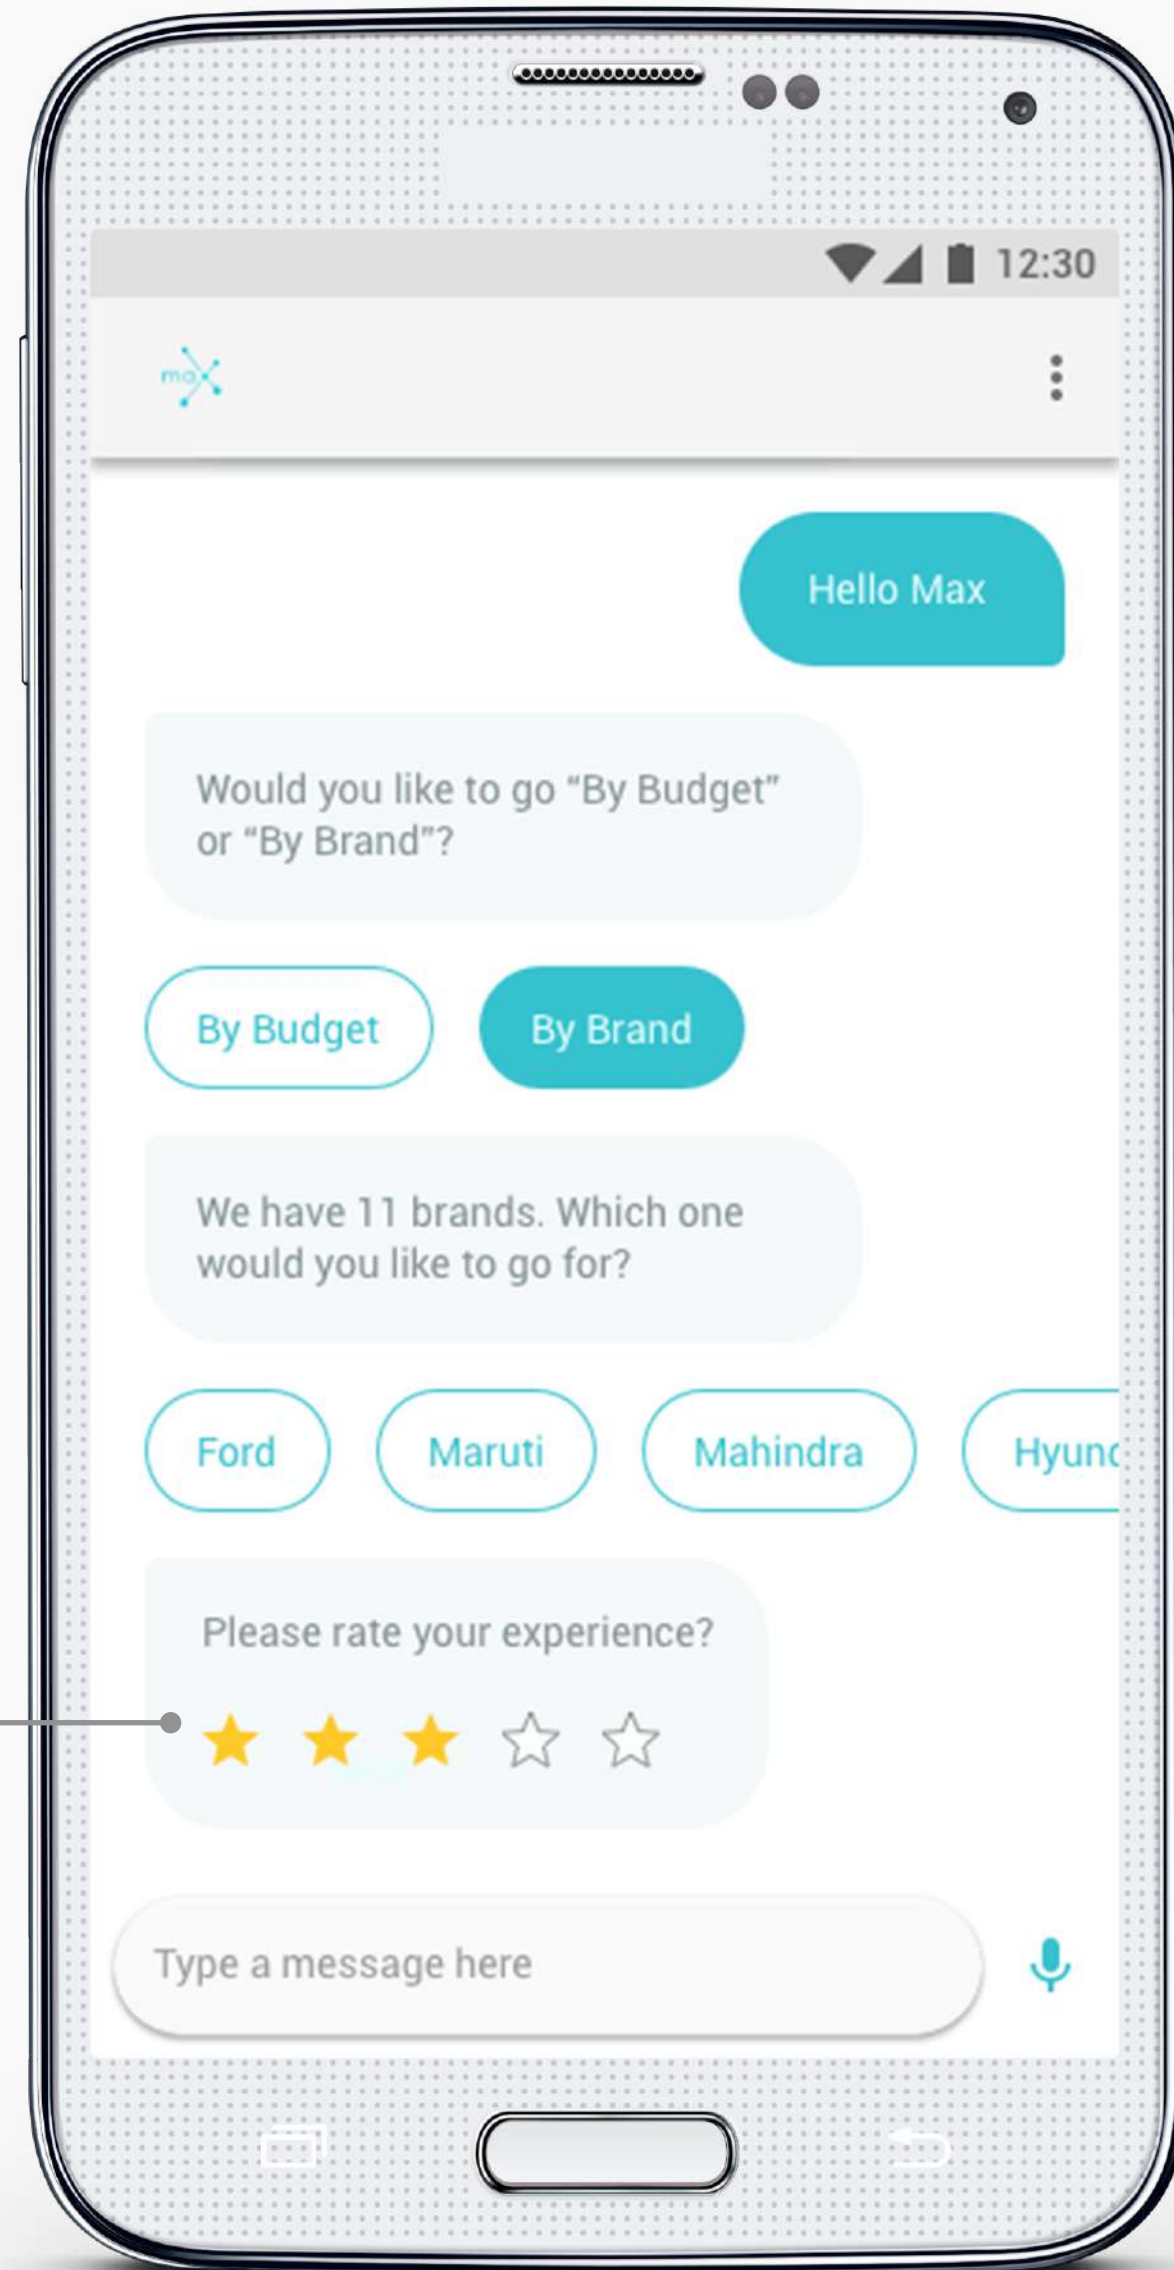 12:30
max
Hello Max
Would you like to go “By Budget”
or “By Brand”?
By Budget
By Brand
We have 11 brands. Which one
would you like to go for?
Ford
Maruti
Mahindra
Hyund
Please rate your experience?
Type a message here